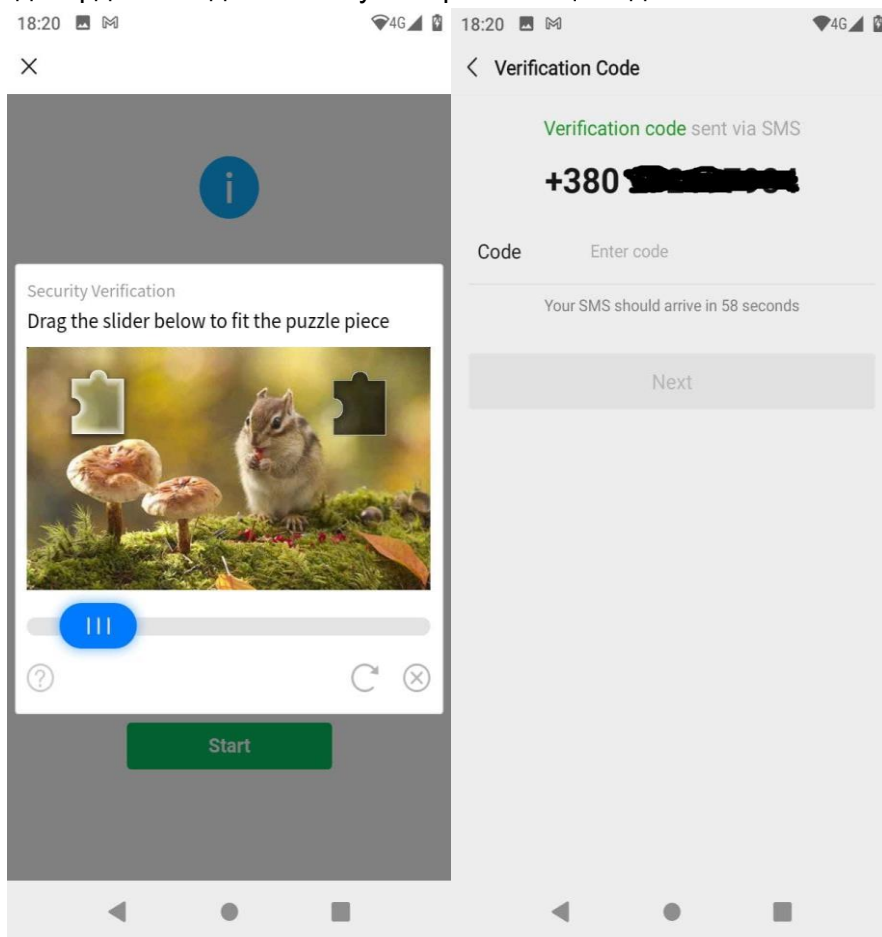 18:20
4G
Security Verification
Drag the slider below to fit the puzzle piece
Start
18:20
4G
Verification Code
Verification code sent via SMS
+380
Code
Enter code
Your SMS should arrive in 58 seconds
Next